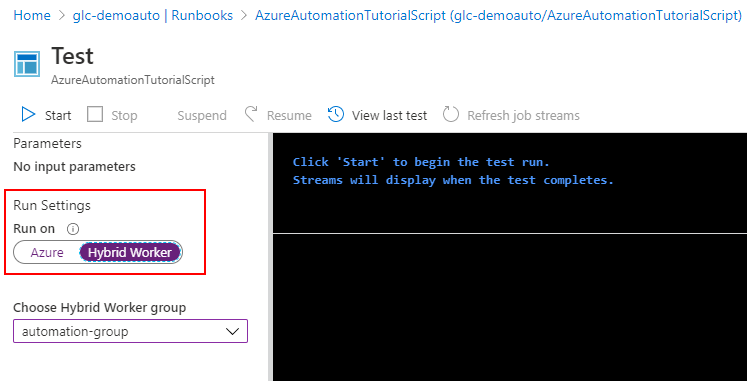 Home > glc-demoauto | Runbooks > AzureAutomationTutorialScript (glc-demoauto/AzureAutomationTutorialScript)
Test
AzureAutomationTutorialScript
Start Stop Suspend Resume View last test Refresh job streams
Parameters
No input parameters
Run Settings
Run on
Azure Hybrid Worker
Choose Hybrid Worker group
automation-group
Click 'Start' to begin the test run.
Streams will display when the test completes.